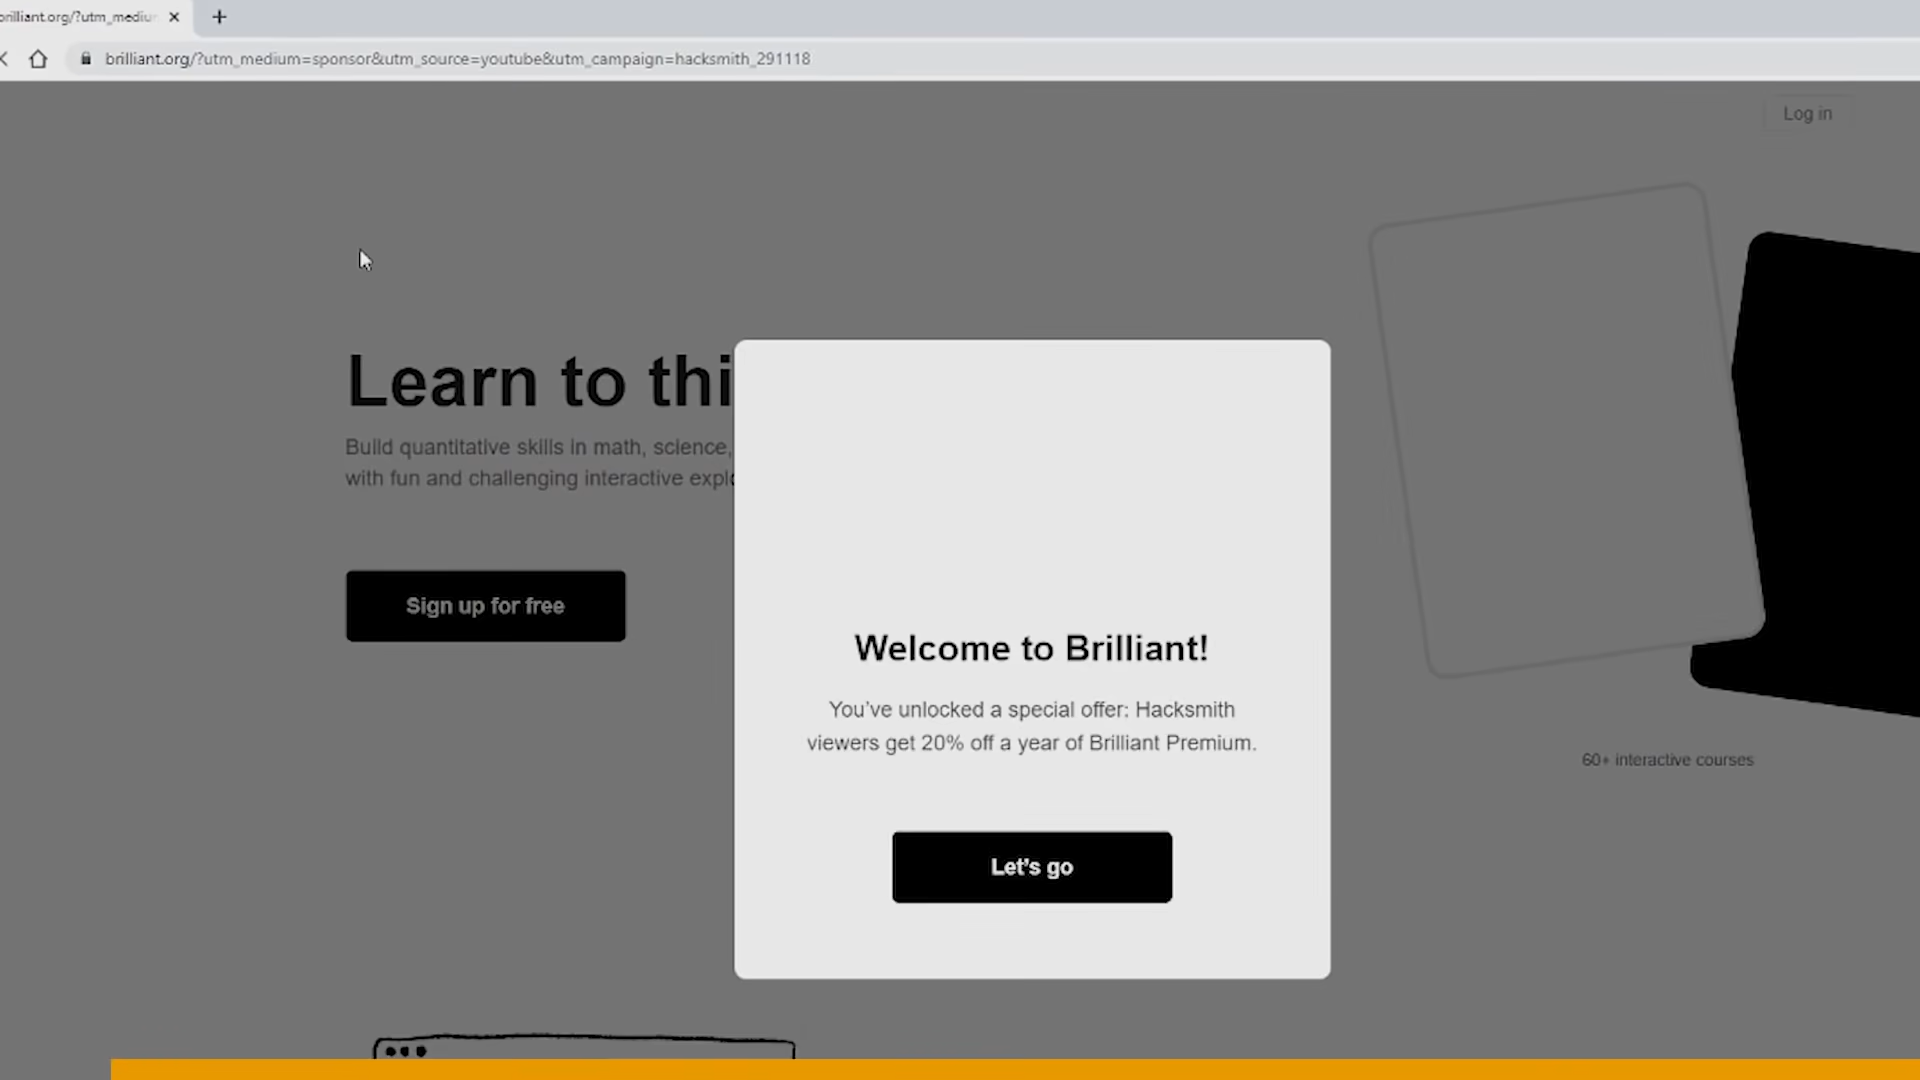 brilliant.org/?utm_mediu
brilliant.org/?utm_medium=sponsor&utm_source=youtube&utm_campaign=hacksmith_291118
Log in
Learn to thi
Build quantitative skills in math, science,
with fun and challenging interactive expl
Sign up for free
Welcome to Brilliant!
You’ve unlocked a special offer: Hacksmith
viewers get 20% off a year of Brilliant Premium.
60+ interactive courses
Let’s go